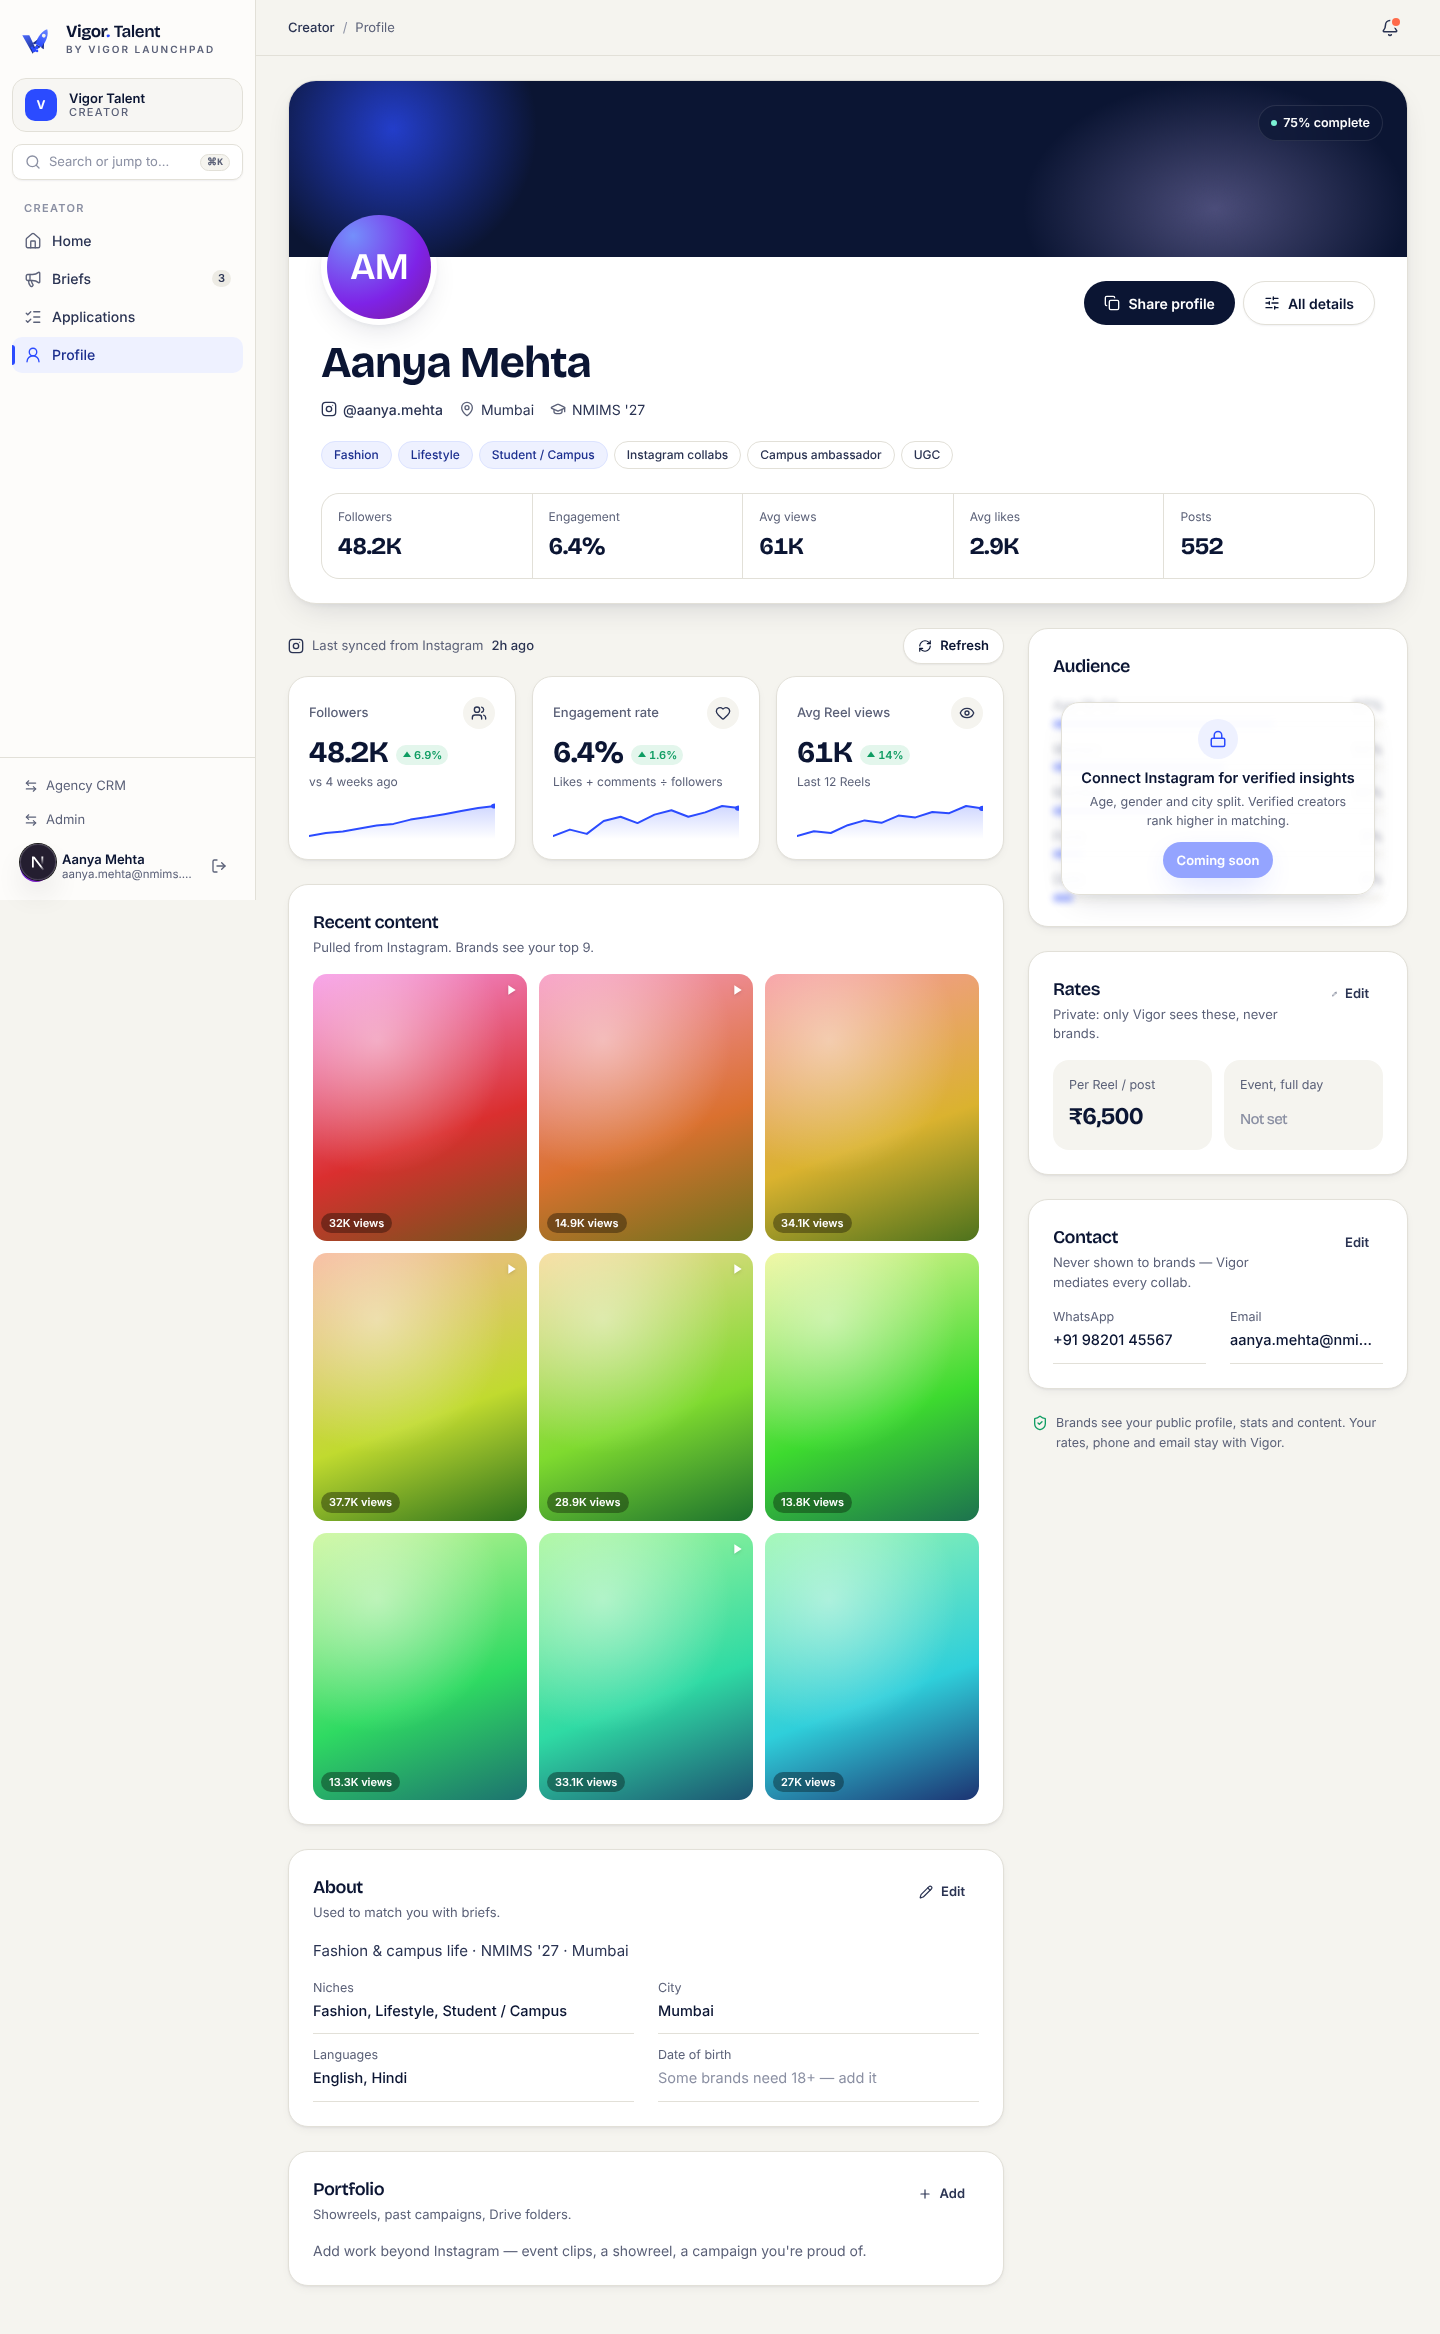 Vigor. Talent
BY VIGOR LAUNCHPAD
V
Vigor Talent
CREATOR
Search or jump to...
⌘K
CREATOR
Home
Briefs
3
Applications
Profile
Agency CRM
Admin
N
Aanya Mehta
aanya.mehta@nmims....
Creator / Profile
75% complete
AM
Share profile
All details
Aanya Mehta
@aanya.mehta
Mumbai
NMIMS '27
Fashion
Lifestyle
Student / Campus
Instagram collabs
Campus ambassador
UGC
Followers
48.2K
Engagement
6.4%
Avg views
61K
Avg likes
2.9K
Posts
552
Last synced from Instagram 2h ago
Refresh
Followers
48.2K
6.9%
vs 4 weeks ago
Engagement rate
6.4%
1.6%
Likes + comments ÷ followers
Avg Reel views
61K
14%
Last 12 Reels
Recent content
Pulled from Instagram. Brands see your top 9.
32K views
14.9K views
34.1K views
37.7K views
28.9K views
13.8K views
13.3K views
33.1K views
27K views
About
Used to match you with briefs.
Edit
Fashion & campus life · NMIMS '27 · Mumbai
Niches
Fashion, Lifestyle, Student / Campus
City
Mumbai
Languages
English, Hindi
Date of birth
Some brands need 18+ — add it
Portfolio
Showreels, past campaigns, Drive folders.
Add
Add work beyond Instagram — event clips, a showreel, a campaign you're proud of.
Audience
Connect Instagram for verified insights
Age, gender and city split. Verified creators
rank higher in matching.
Coming soon
Rates
Private: only Vigor sees these, never
brands.
Edit
Per Reel / post
₹6,500
Event, full day
Not set
Contact
Never shown to brands — Vigor
mediates every collab.
Edit
WhatsApp
+91 98201 45567
Email
aanya.mehta@nmi...
Brands see your public profile, stats and content. Your
rates, phone and email stay with Vigor.